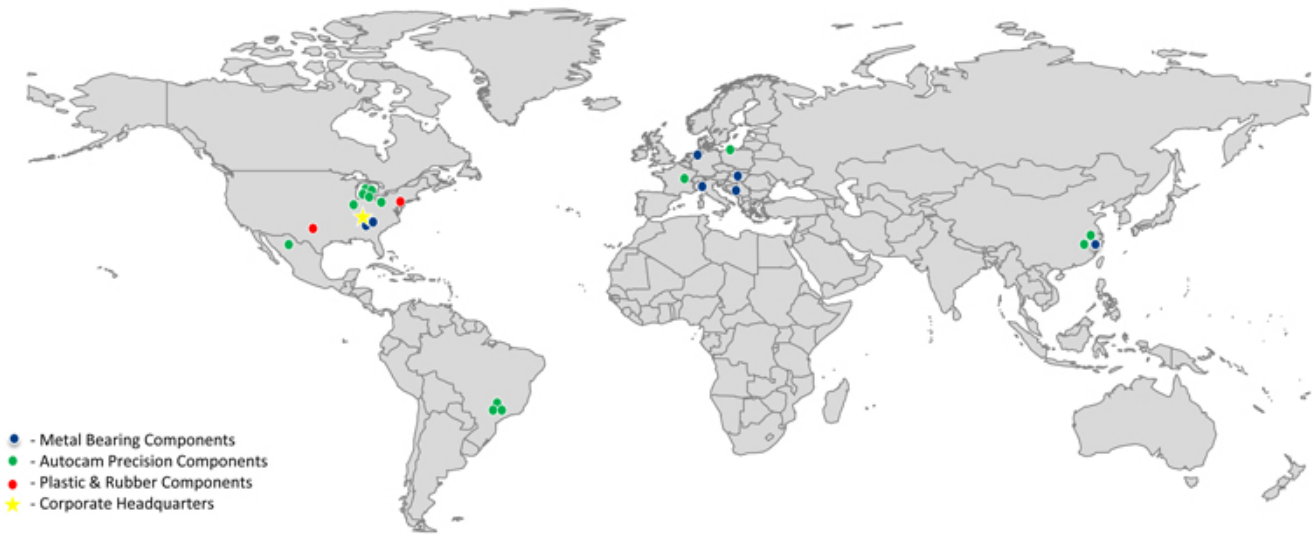 - Metal Bearing Components
- Autocam Precision Components
- Plastic & Rubber Components
- Corporate Headquarters